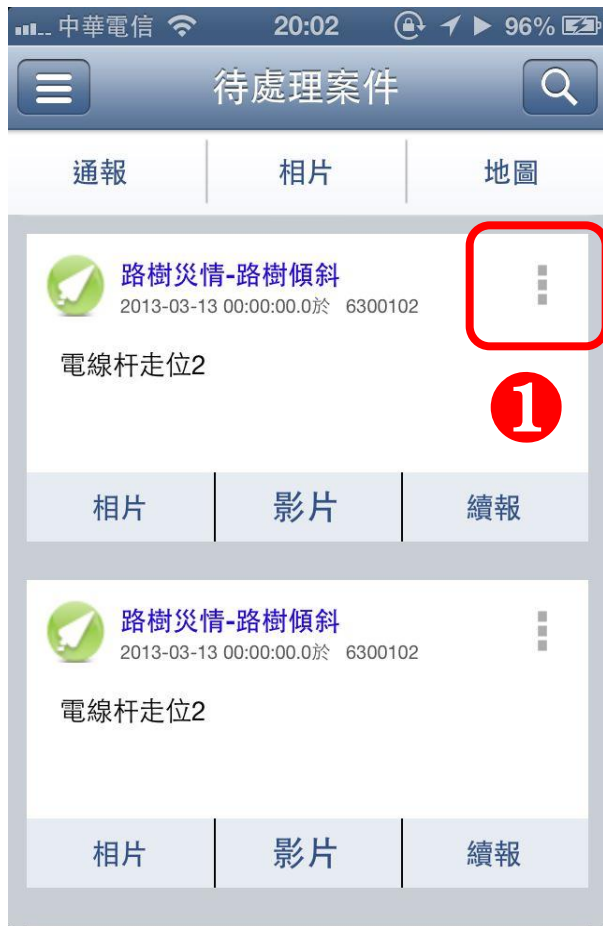 中華電信 20:02 96%
待處理案件
通報 相片 地圖
路樹災情-路樹傾斜
2013-03-13 00:00:00.0於 6300102
電線杆走位2
1
相片 影片 續報
路樹災情-路樹傾斜
2013-03-13 00:00:00.0於 6300102
電線杆走位2
相片 影片 續報